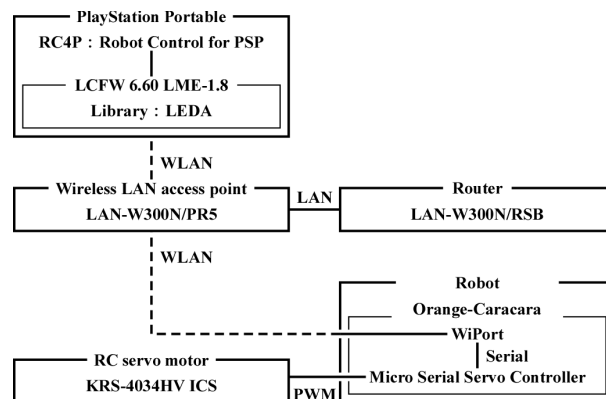 PlayStation Portable
RC4P : Robot Control for PSP
LCFW 6.60 LME-1.8
Library : LEDA
WLAN
Wireless LAN access point
LAN-W300N/PR5
LAN
Router
LAN-W300N/RSB
WLAN
Robot
Orange-Caracara
WiPort
Serial
Micro Serial Servo Controller
RC servo motor
KRS-4034HV ICS
PWM